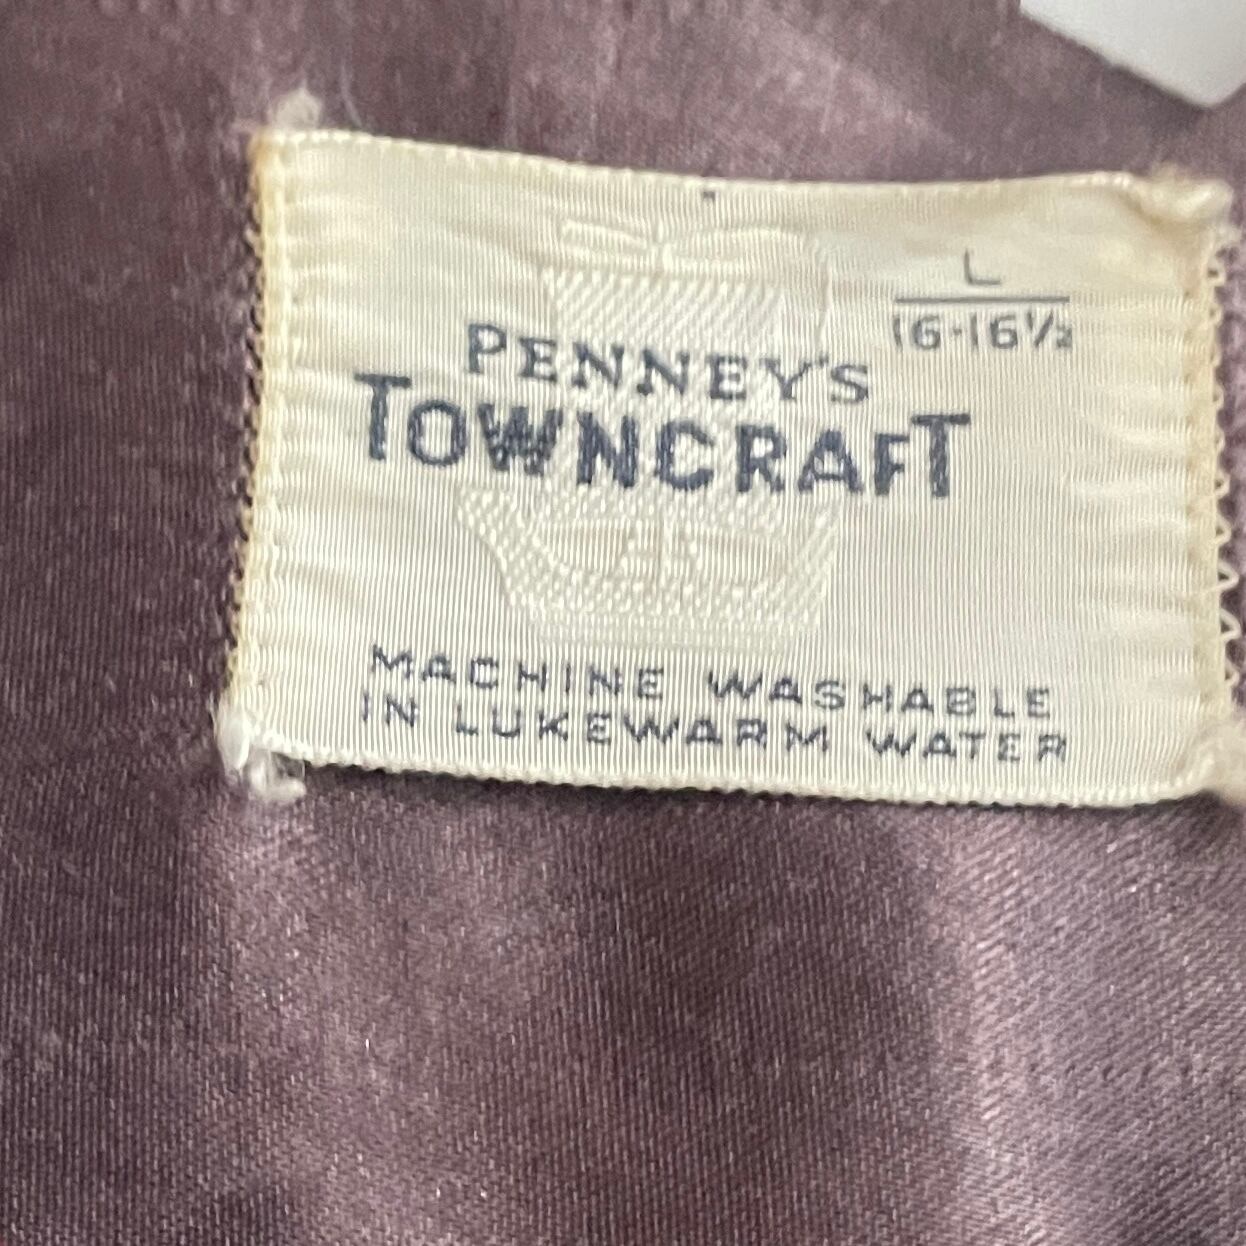 L
16-16½
PENNEY'S
TOWNCRAFT
MACHINE WASHABLE
IN LUKEWARM WATER